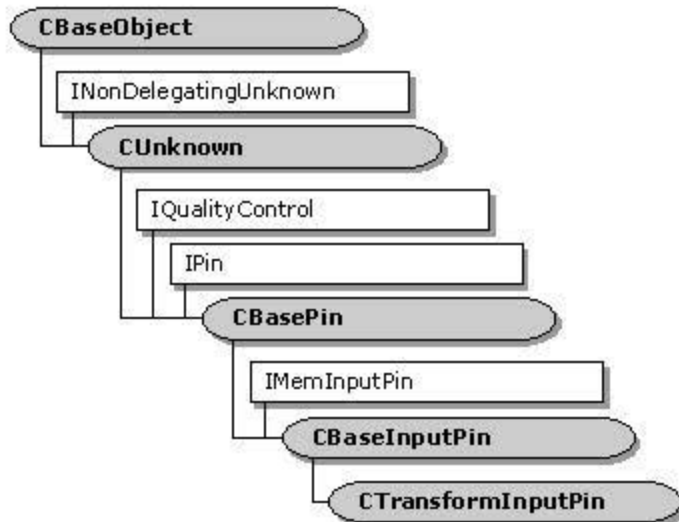 CBaseObject
INonDelegatingUnknown
CUnknown
IQualityControl
IPin
CBasePin
IMemInputPin
CBaseInputPin
CTransformInputPin